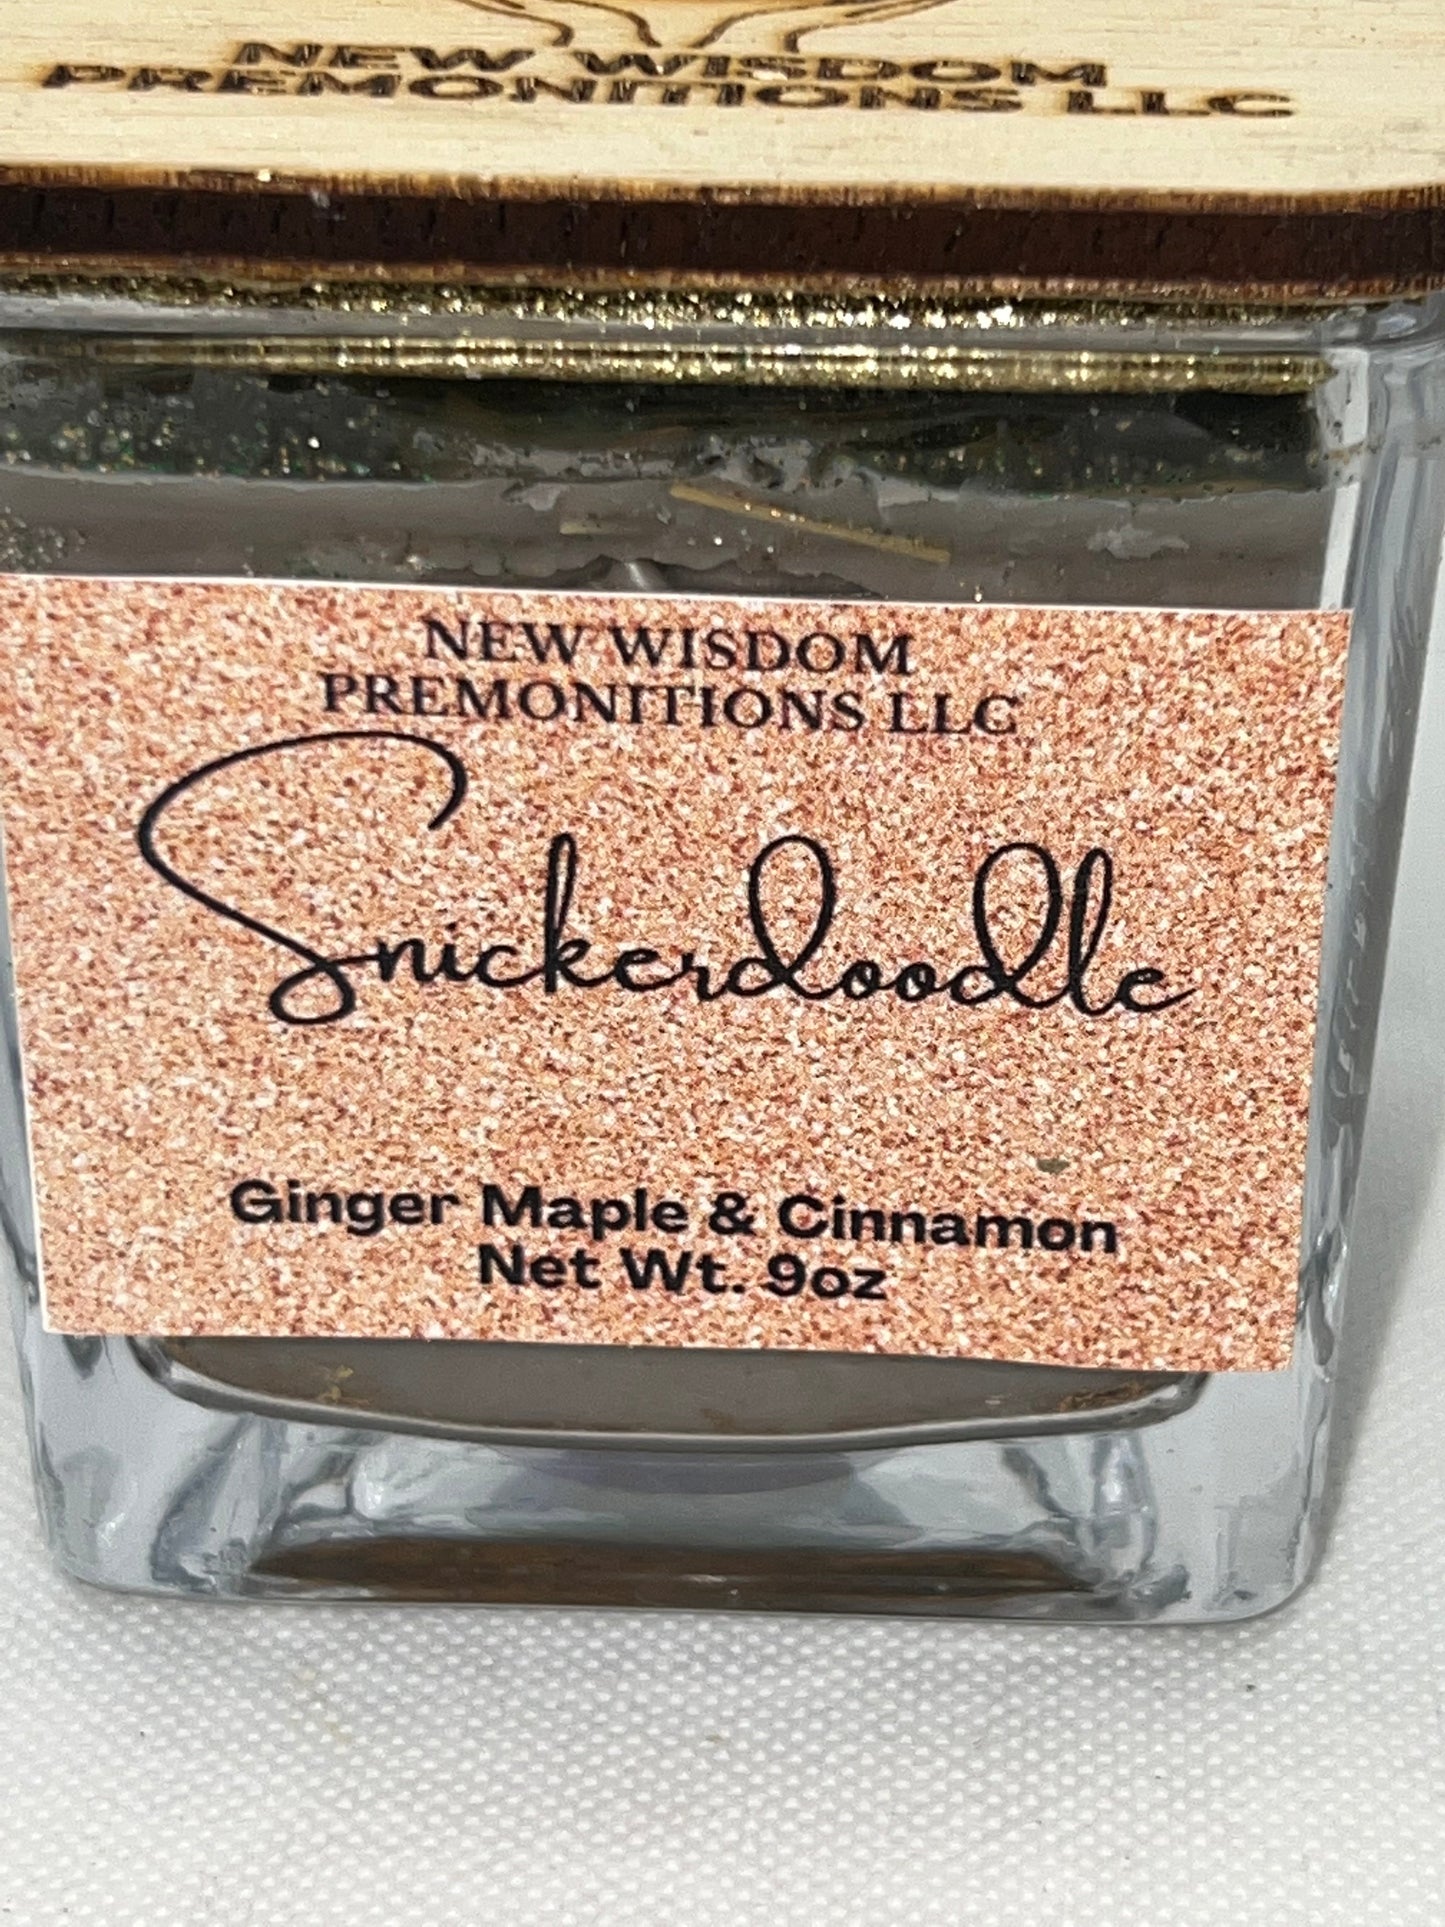 NEW WISDOM
PREMONITIONS LLC
NEW WISDOM
PREMONITIONS LLC
Snickerdoodle
Ginger Maple & Cinnamon
Net Wt. 9oz